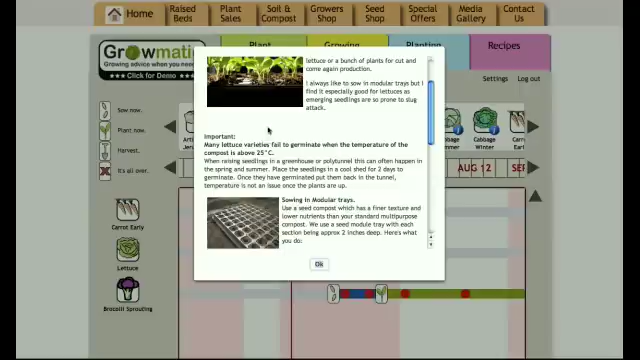 Home
Raised Beds
Plant Sales
Soil & Compost
Growers Shop
Seed Shop
Special Offers
Media Gallery
Contact Us
Growmatic
Growing advice when you need it!
Click for Demo
Plant
Growing
Planting
Recipes
Settings
Log out
Sow now.
Plant now.
Harvest.
It's all over.
Cabbage Winter
Carrot Early
SEP
AUG 12
Carrot Early
Lettuce
Brocolli Sprouting
lettuce or a bunch of plants for cut and
come again production.
I always like to sow in modular trays but I
find it especially good for lettuces as
emerging seedlings are so prone to slug
attack.
Important:
Many lettuce varieties fail to germinate when the temperature of the
compost is above 25°C.
When raising seedlings in a greenhouse or polytunnel this can often happen in
the spring and summer. Place the seedlings in a cool shed for 2 days to
germinate. Once they have germinated put them back in the tunnel,
temperature is not an issue once the plants are up.
Sowing in Modular trays.
Use a seed compost which has a finer texture and
lower nutrients than your standard multipurpose
compost. We use a seed module tray with each
section being approx 2 inches deep. Here's what
you do:
Ok